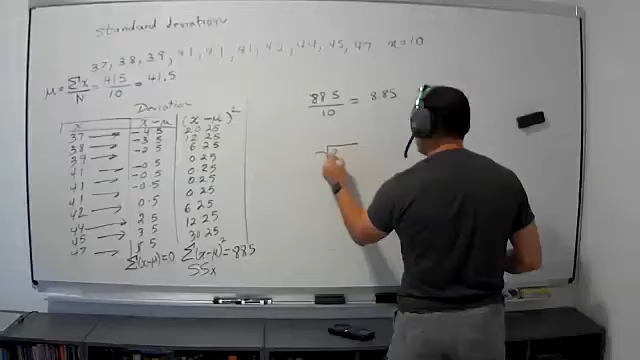 standard deviation
37, 38, 39, 41, 41, 41, 42, 44, 45, 47 x=10
μ = Σx/N = 415/10 = 41.5
Deviation
x x-μ (x-μ)²
37 -4.5 20.25
38 -3.5 12.25
39 -2.5 6.25
41 -0.5 0.25
41 -0.5 0.25
41 -0.5 0.25
42 0.5 0.25
44 2.5 6.25
45 3.5 12.25
47 5.5 30.25
Σ(x-μ)=0 Σ(x-μ)²=88.5
SSx
88.5/10 = 8.85